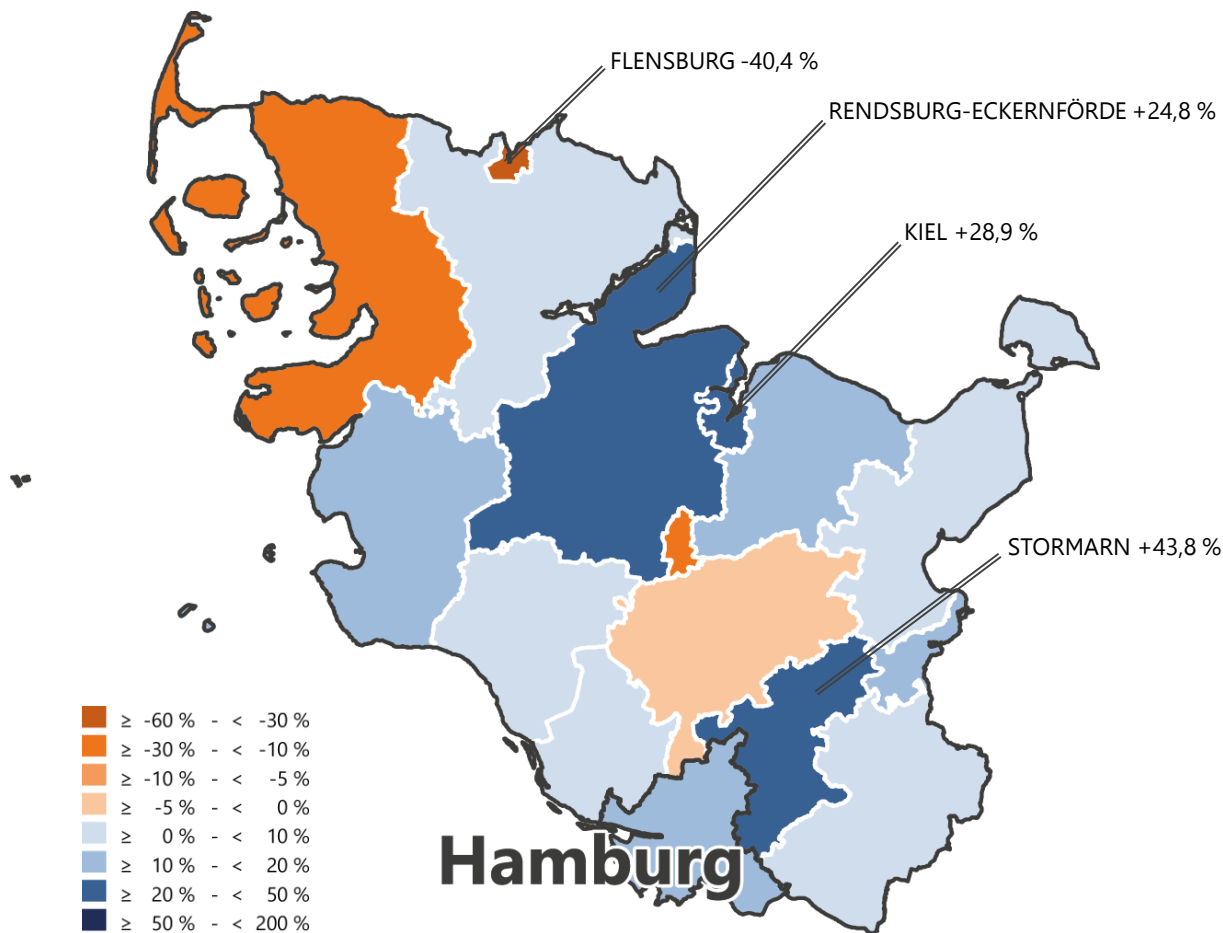 FLENSBURG -40,4 %
RENDSBURG-ECKERNFÖRDE +24,8 %
KIEL +28,9 %
STORMARN +43,8 %
≥ -60 % - < -30 %
≥ -30 % - < -10 %
≥ -10 % - < -5 %
≥ -5 % - < 0 %
≥ 0 % - < 10 %
≥ 10 % - < 20 %
≥ 20 % - < 50 %
≥ 50 % - < 200 %
Hamburg